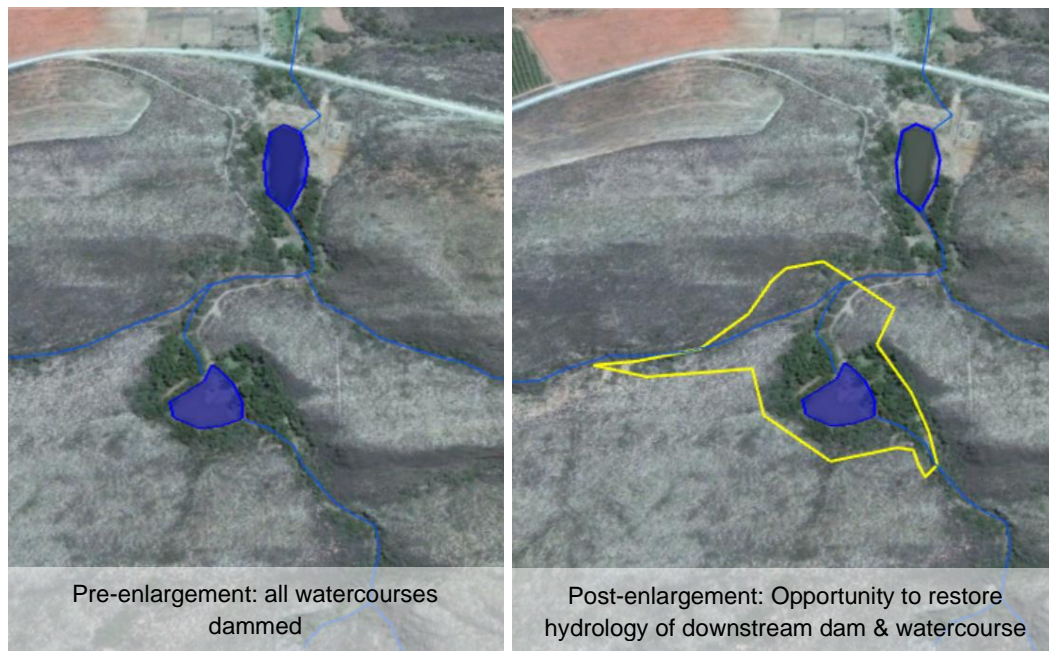 Pre-enlargement: all watercourses
dammed
Post-enlargement: Opportunity to restore
hydrology of downstream dam & watercourse